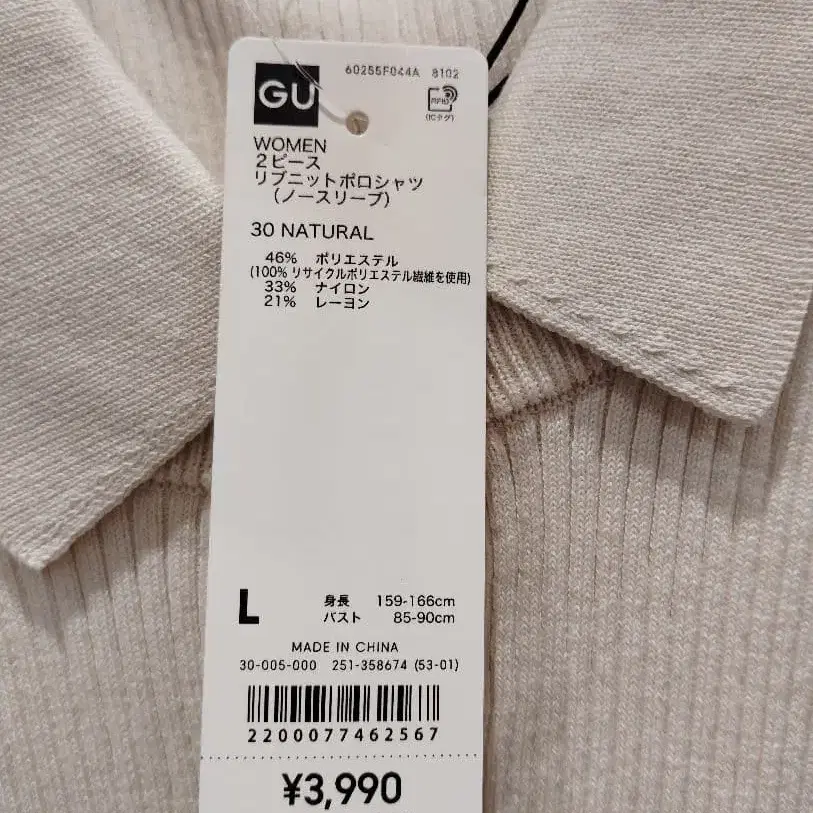 60255F044A 8102
GU
RFID
(ICタグ)
WOMEN
2ピース
リブニットポロシャツ
(ノースリーブ)
30 NATURAL
46% ポリエステル
(100% リサイクルポリエステル繊維を使用)
33% ナイロン
21% レーヨン
L
身長 159-166cm
バスト 85-90cm
MADE IN CHINA
30-005-000 251-358674 (53-01)
2200077462567
¥3,990